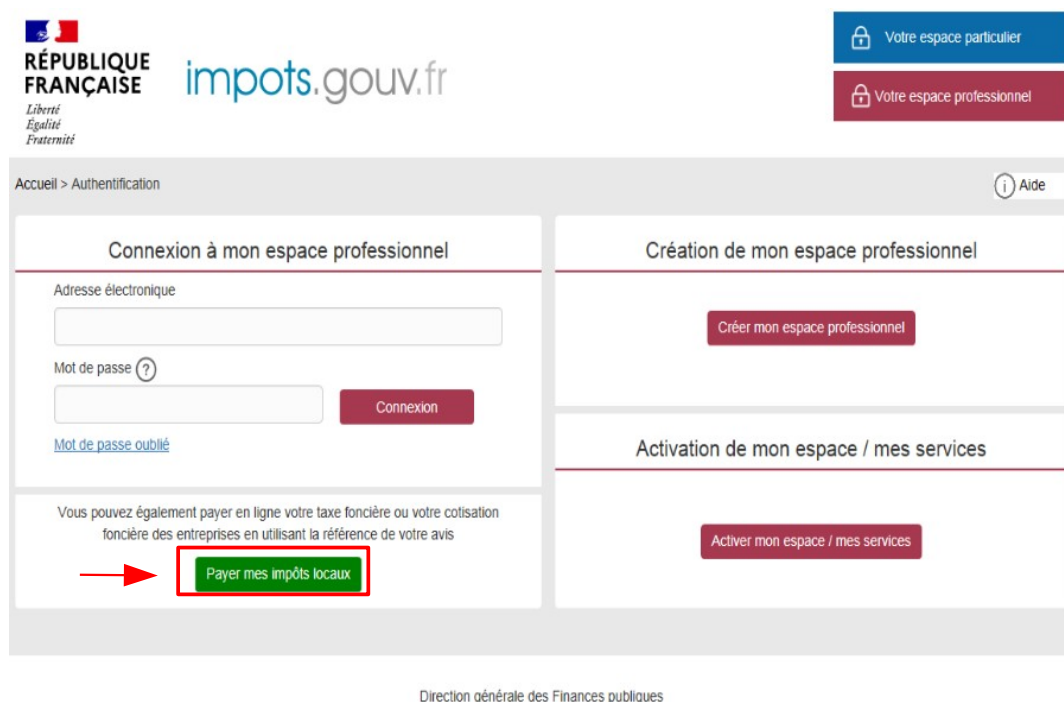 RÉPUBLIQUE
FRANÇAISE
Liberté
Égalité
Fraternité
impots.gouv.fr
Votre espace particulier
Votre espace professionnel
Accueil > Authentification
i Aide
Connexion à mon espace professionnel
Adresse électronique
Mot de passe ?
Connexion
Mot de passe oublié
Vous pouvez également payer en ligne votre taxe foncière ou votre cotisation
foncière des entreprises en utilisant la référence de votre avis
Payer mes impôts locaux
Création de mon espace professionnel
Créer mon espace professionnel
Activation de mon espace / mes services
Activer mon espace / mes services
Direction générale des Finances publiques